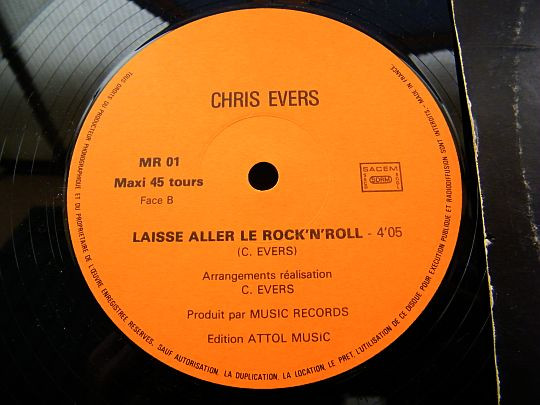 CHRIS EVERS
MR 01
Maxi 45 tours
Face B
SACEM
SDRM
LAISSE ALLER LE ROCK'N'ROLL - 4'05
(C. EVERS)
Arrangements réalisation
C. EVERS
Produit par MUSIC RECORDS
Edition ATTOL MUSiC
TOUS DROITS DU PRODUCTEUR PHONOGRAPHIQUE ET DU PROPRIETAIRE DE L'ŒUVRE ENREGISTREE RESERVES. SAUF AUTORISATION, LA DUPLICATION, LA LOCATION, LE PRET, L'UTILISATION DE CE DISQUE POUR EXECUTION PUBLIQUE ET RADIODIFFUSION SONT INTERDITS - MADE IN FRANCE